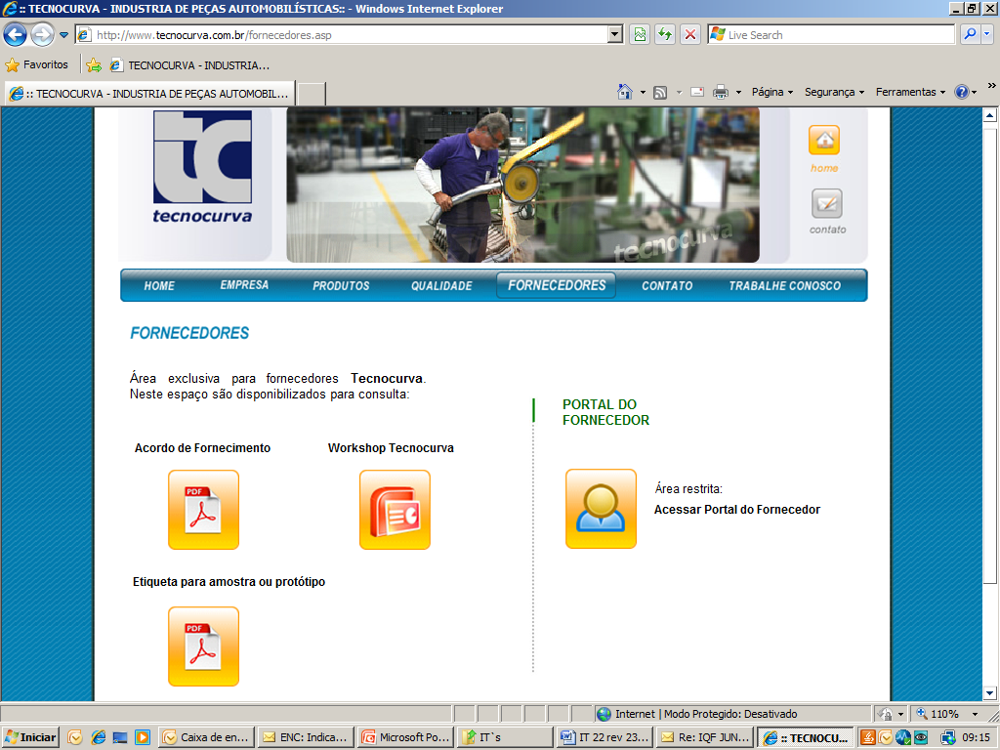 :: TECNOCURVA - INDUSTRIA DE PEÇAS AUTOMOBILÍSTICAS:: - Windows Internet Explorer
http://www.tecnocurva.com.br/fornecedores.asp
Live Search
Favoritos
TECNOCURVA - INDUSTRIA...
:: TECNOCURVA - INDUSTRIA DE PEÇAS AUTOMOBIL...
Página
Segurança
Ferramentas
tc
tecnocurva
tecnocurva
home
contato
HOME
EMPRESA
PRODUTOS
QUALIDADE
FORNECEDORES
CONTATO
TRABALHE CONOSCO
FORNECEDORES
Área exclusiva para fornecedores Tecnocurva.
Neste espaço são disponibilizados para consulta:
Acordo de Fornecimento
Workshop Tecnocurva
PDF
Etiqueta para amostra ou protótipo
PDF
PORTAL DO
FORNECEDOR
Área restrita:
Acessar Portal do Fornecedor
Internet | Modo Protegido: Desativado
110%
Iniciar
Caixa de en...
ENC: Indica...
Microsoft Po...
IT`s
IT 22 rev 23...
Re: IQF JUN...
:: TECNOCU...
09:15